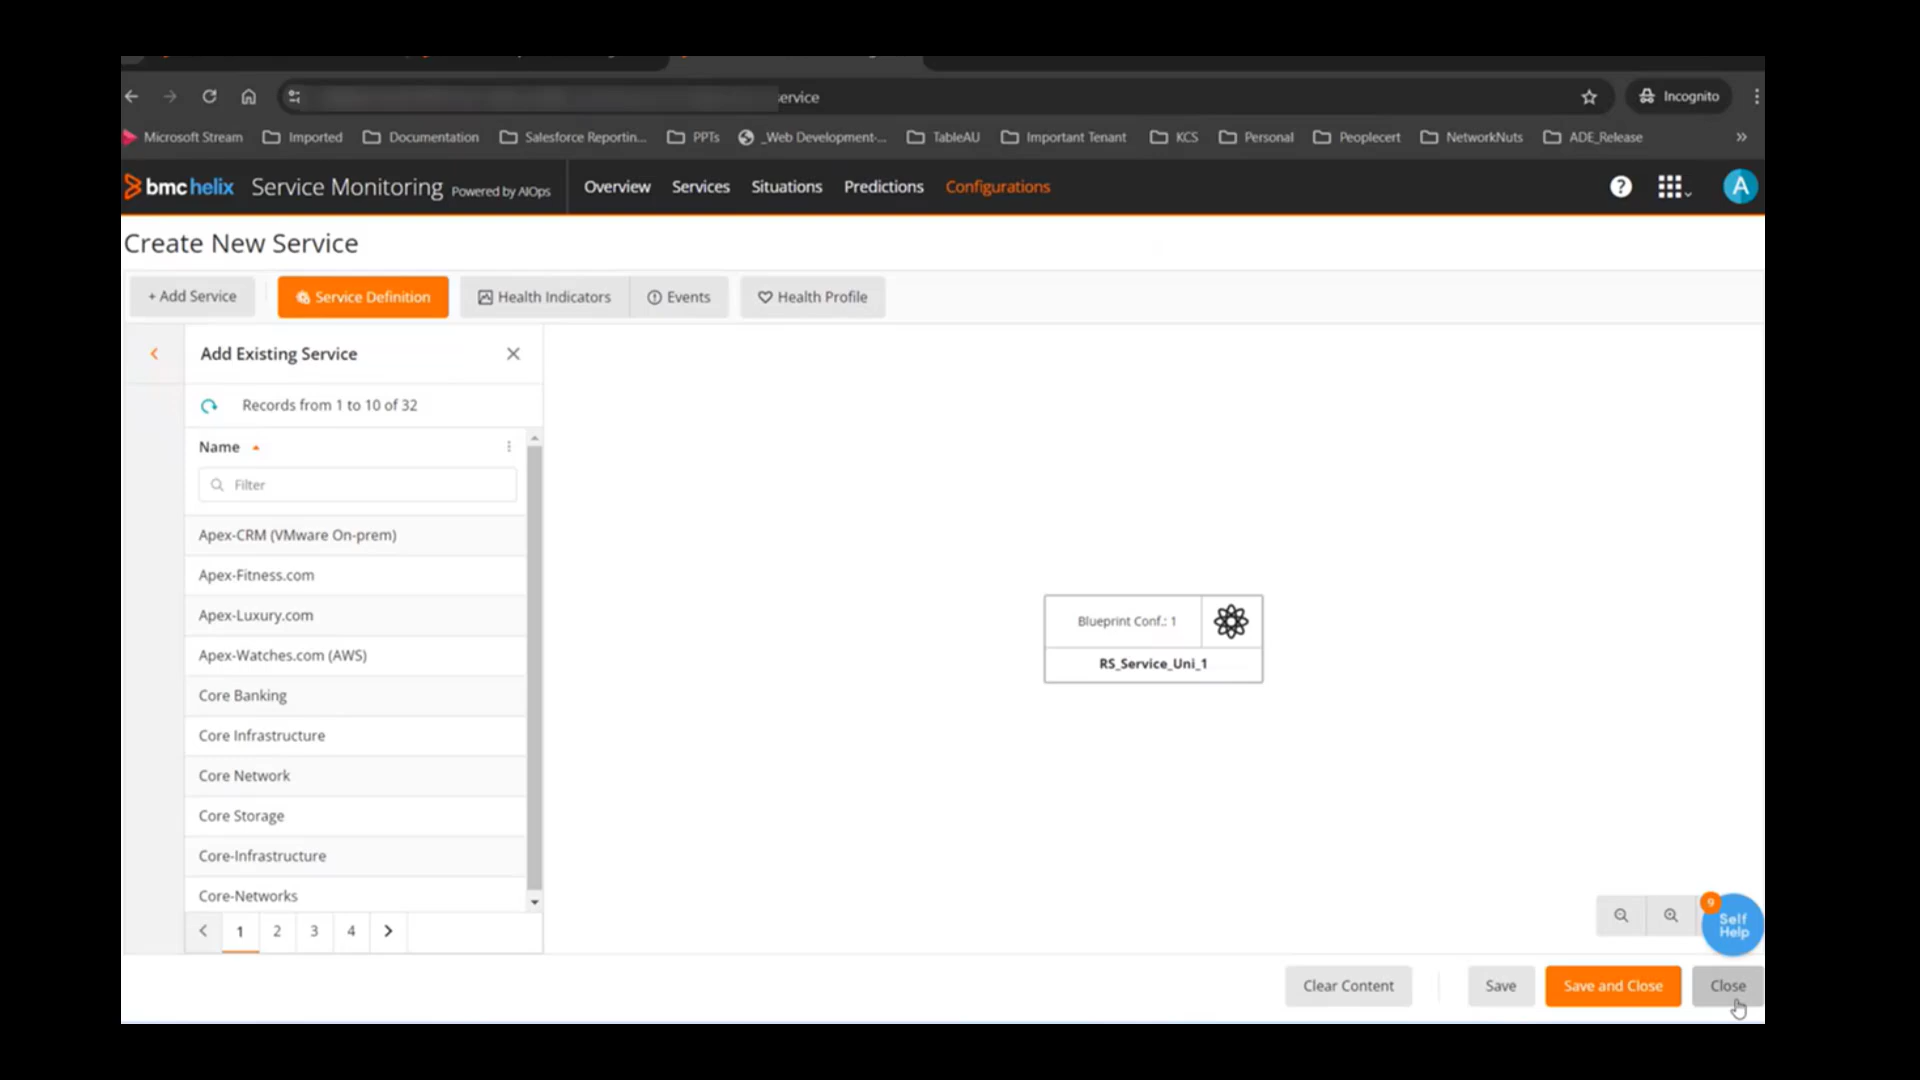 ervice
Incognito
Microsoft Stream
Imported
Documentation
Salesforce Reportin...
PPTs
_Web Development-...
TableAU
Important Tenant
KCS
Personal
Peoplecert
NetworkNuts
ADE_Release
»
bmchelix Service Monitoring Powered by AIOps
Overview
Services
Situations
Predictions
Configurations
?
A
Create New Service
+ Add Service
Service Definition
Health Indicators
Events
Health Profile
Add Existing Service
Records from 1 to 10 of 32
Name
Filter
Apex-CRM (VMware On-prem)
Apex-Fitness.com
Apex-Luxury.com
Apex-Watches.com (AWS)
Core Banking
Core Infrastructure
Core Network
Core Storage
Core-Infrastructure
Core-Networks
1 2 3 4
Blueprint Conf.: 1
RS_Service_Uni_1
9
Self
Help
Clear Content
Save
Save and Close
Close